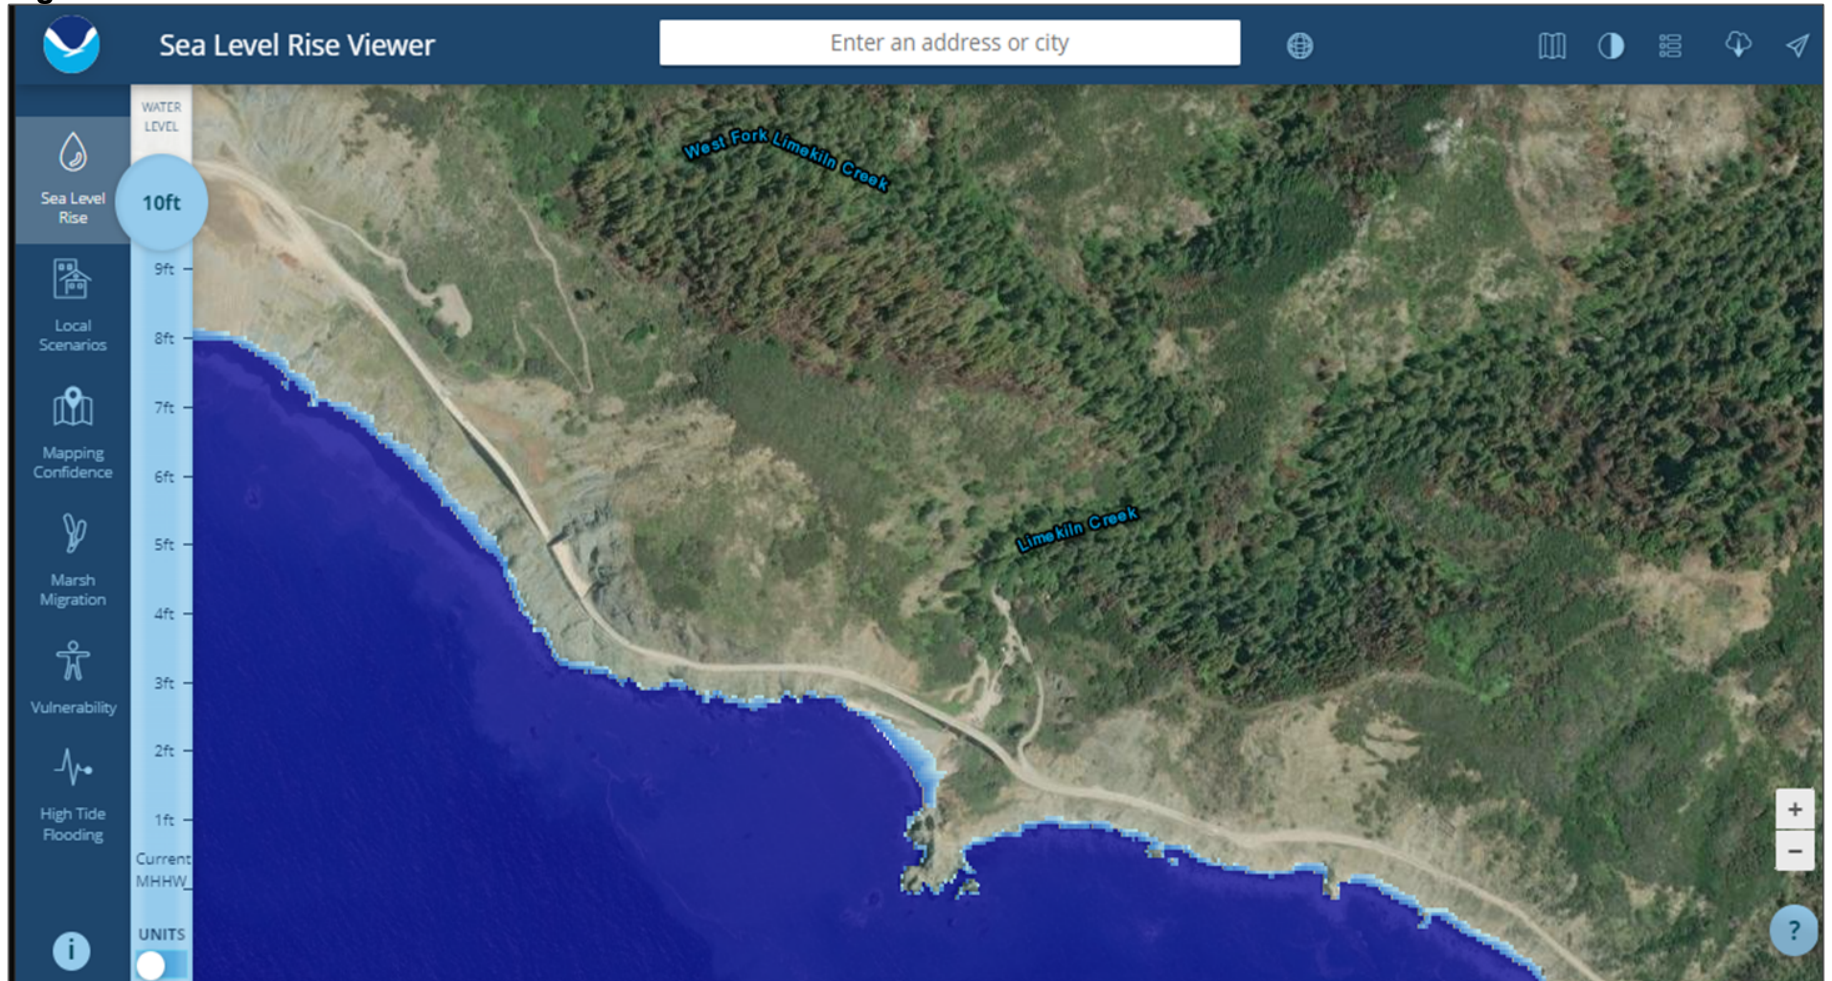 Sea Level Rise Viewer
Enter an address or city
WATER
LEVEL
10ft
9ft
8ft
7ft
6ft
5ft
4ft
3ft
2ft
1ft
Current
MHHW
UNITS
Sea Level
Rise
Local
Scenarios
Mapping
Confidence
Marsh
Migration
Vulnerability
High Tide
Flooding
i
West Fork Limekiln Creek
Limekiln Creek
+
−
?